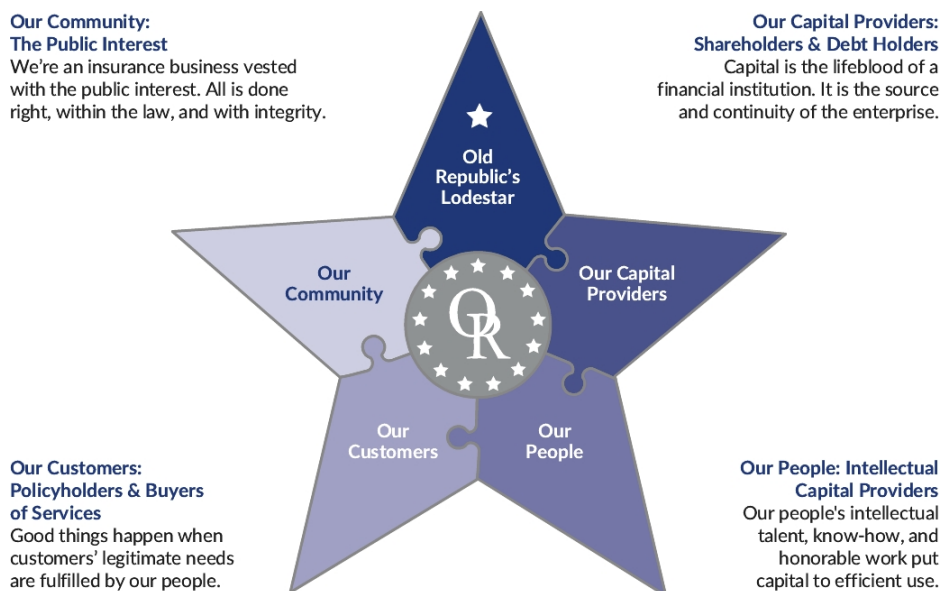 Our Community:
The Public Interest
We’re an insurance business vested
with the public interest. All is done
right, within the law, and with integrity.
Our Capital Providers:
Shareholders & Debt Holders
Capital is the lifeblood of a
financial institution. It is the source
and continuity of the enterprise.
Old
Republic’s
Lodestar
Our
Community
Our Capital
Providers
OR
Our
Customers
Our
People
Our Customers:
Policyholders & Buyers
of Services
Good things happen when
customers’ legitimate needs
are fulfilled by our people.
Our People: Intellectual
Capital Providers
Our people's intellectual
talent, know-how, and
honorable work put
capital to efficient use.